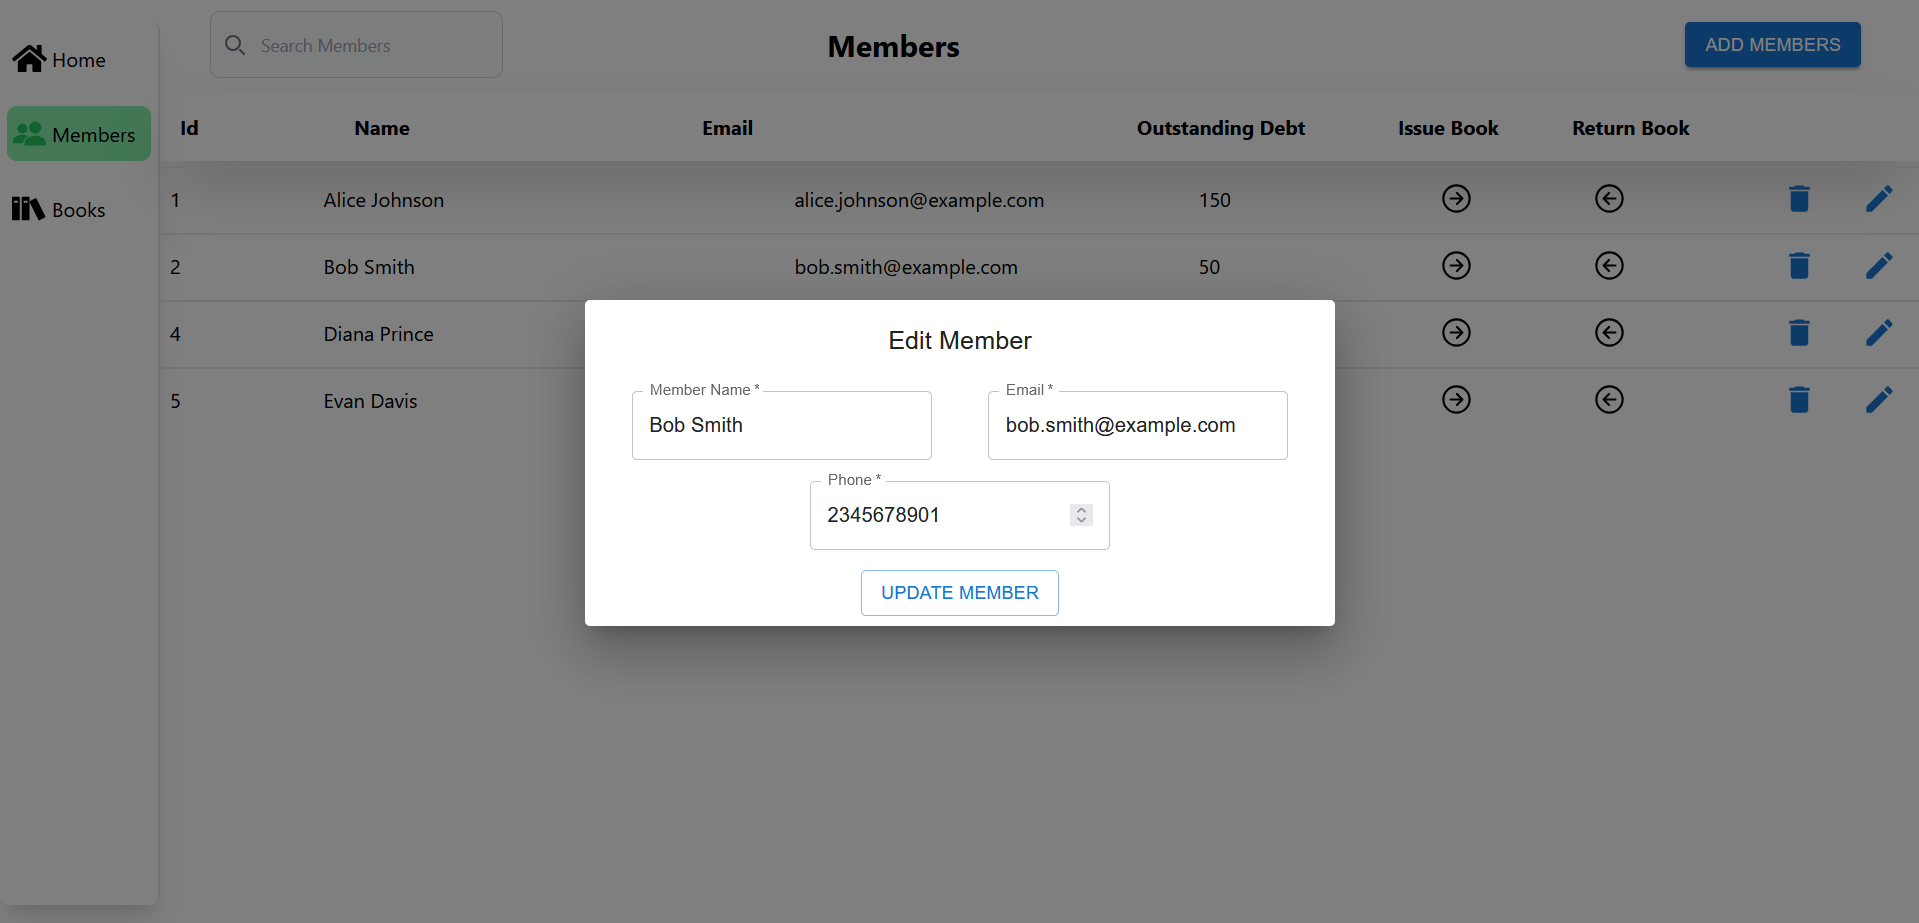 Home
Members
Books
Search Members
Members
ADD MEMBERS
Id Name Email Outstanding Debt Issue Book Return Book
1 Alice Johnson alice.johnson@example.com 150
2 Bob Smith bob.smith@example.com 50
4 Diana Prince
5 Evan Davis
Edit Member
Member Name *
Bob Smith
Email *
bob.smith@example.com
Phone *
2345678901
UPDATE MEMBER